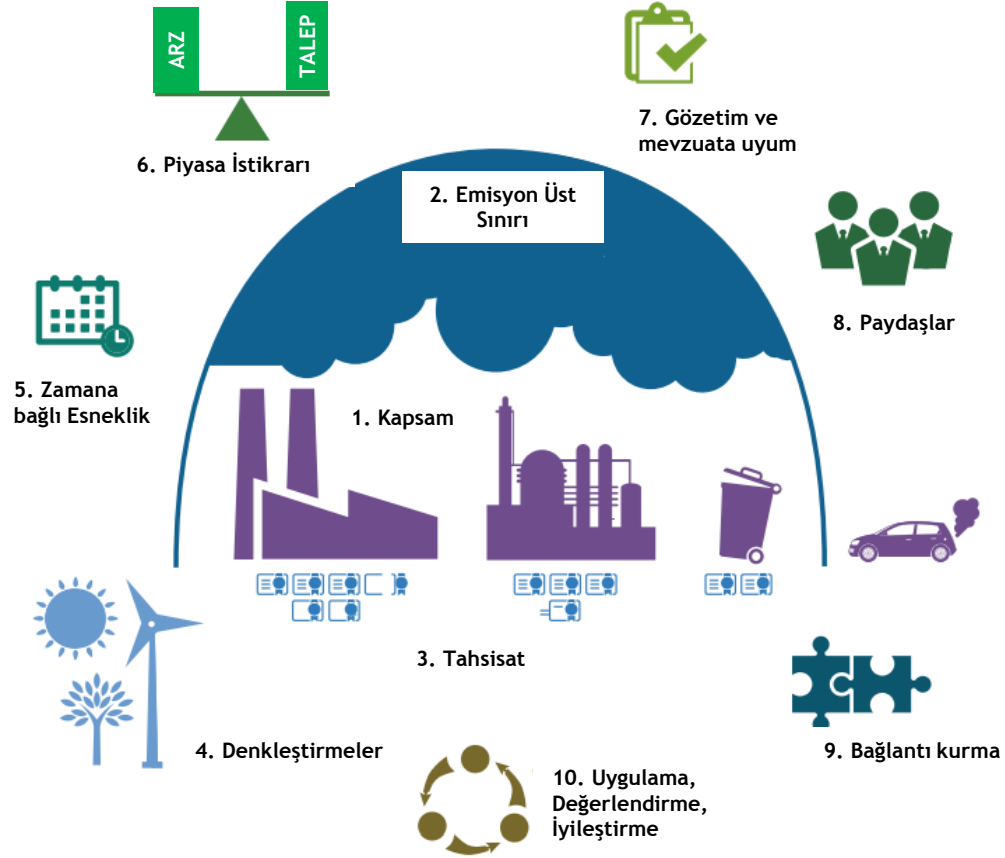 ARZ
TALEP
6. Piyasa İstikrarı
7. Gözetim ve
mevzuata uyum
2. Emisyon Üst
Sınırı
8. Paydaşlar
5. Zamana
bağlı Esneklik
1. Kapsam
3. Tahsisat
4. Denkleştirmeler
9. Bağlantı kurma
10. Uygulama,
Değerlendirme,
İyileştirme